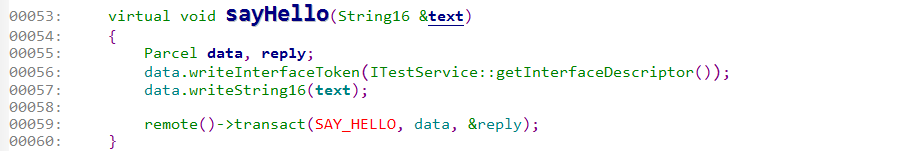 00053:     virtual void sayHello(String16 &text)
00054:     {
00055:         Parcel data, reply;
00056:         data.writeInterfaceToken(ITestService::getInterfaceDescriptor());
00057:         data.writeString16(text);
00058:
00059:         remote()->transact(SAY_HELLO, data, &reply);
00060:     }